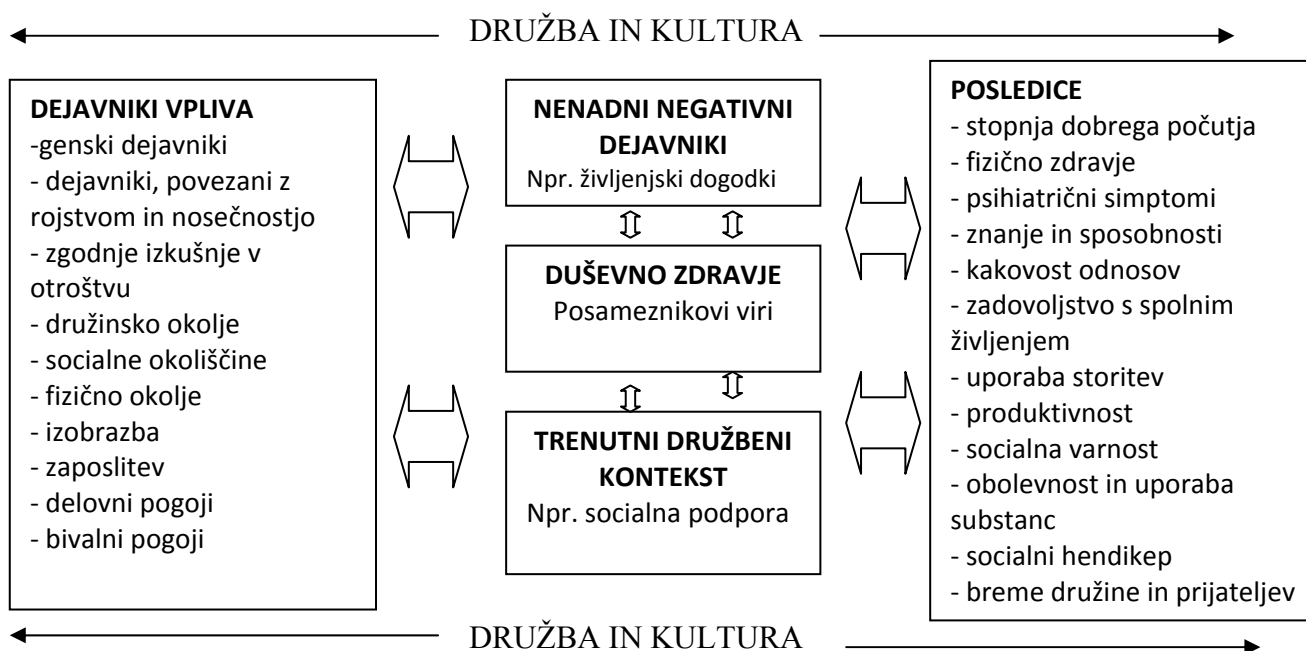 DRUŽBA IN KULTURA
DEJAVNIKI VPLIVA
-genski dejavniki
- dejavniki, povezani z
rojstvom in nosečnostjo
- zgodnje izkušnje v
otroštvu
- družinsko okolje
- socialne okoliščine
- fizično okolje
- izobrazba
- zaposlitev
- delovni pogoji
- bivalni pogoji
NENADNI NEGATIVNI
DEJAVNIKI
Npr. življenjski dogodki
DUŠEVNO ZDRAVJE
Posameznikovi viri
TRENUTNI DRUŽBENI
KONTEKST
Npr. socialna podpora
POSLEDICE
- stopnja dobrega počutja
- fizično zdravje
- psihiatrični simptomi
- znanje in sposobnosti
- kakovost odnosov
- zadovoljstvo s spolnim
življenjem
- uporaba storitev
- produktivnost
- socialna varnost
- obolevnost in uporaba
substanc
- socialni hendikep
- breme družine in prijateljev
DRUŽBA IN KULTURA